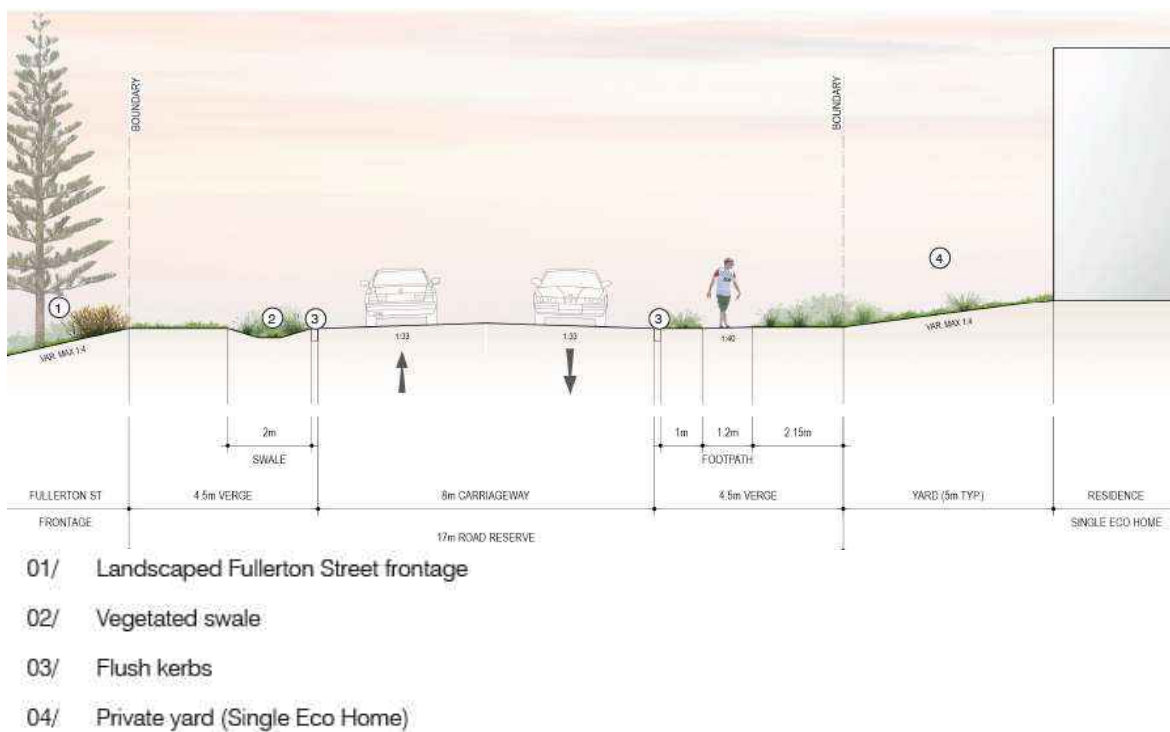 BOUNDARY
BOUNDARY
1
2
3
3
4
VAR. MAX 1:4
1:33
1:33
1:40
VAR. MAX 1:4
2m
1m
1.2m
2.15m
SWALE
FOOTPATH
FULLERTON ST
4.5m VERGE
8m CARRIAGEWAY
4.5m VERGE
YARD (5m TYP.)
RESIDENCE
FRONTAGE
17m ROAD RESERVE
SINGLE ECO HOME
01/ Landscaped Fullerton Street frontage
02/ Vegetated swale
03/ Flush kerbs
04/ Private yard (Single Eco Home)